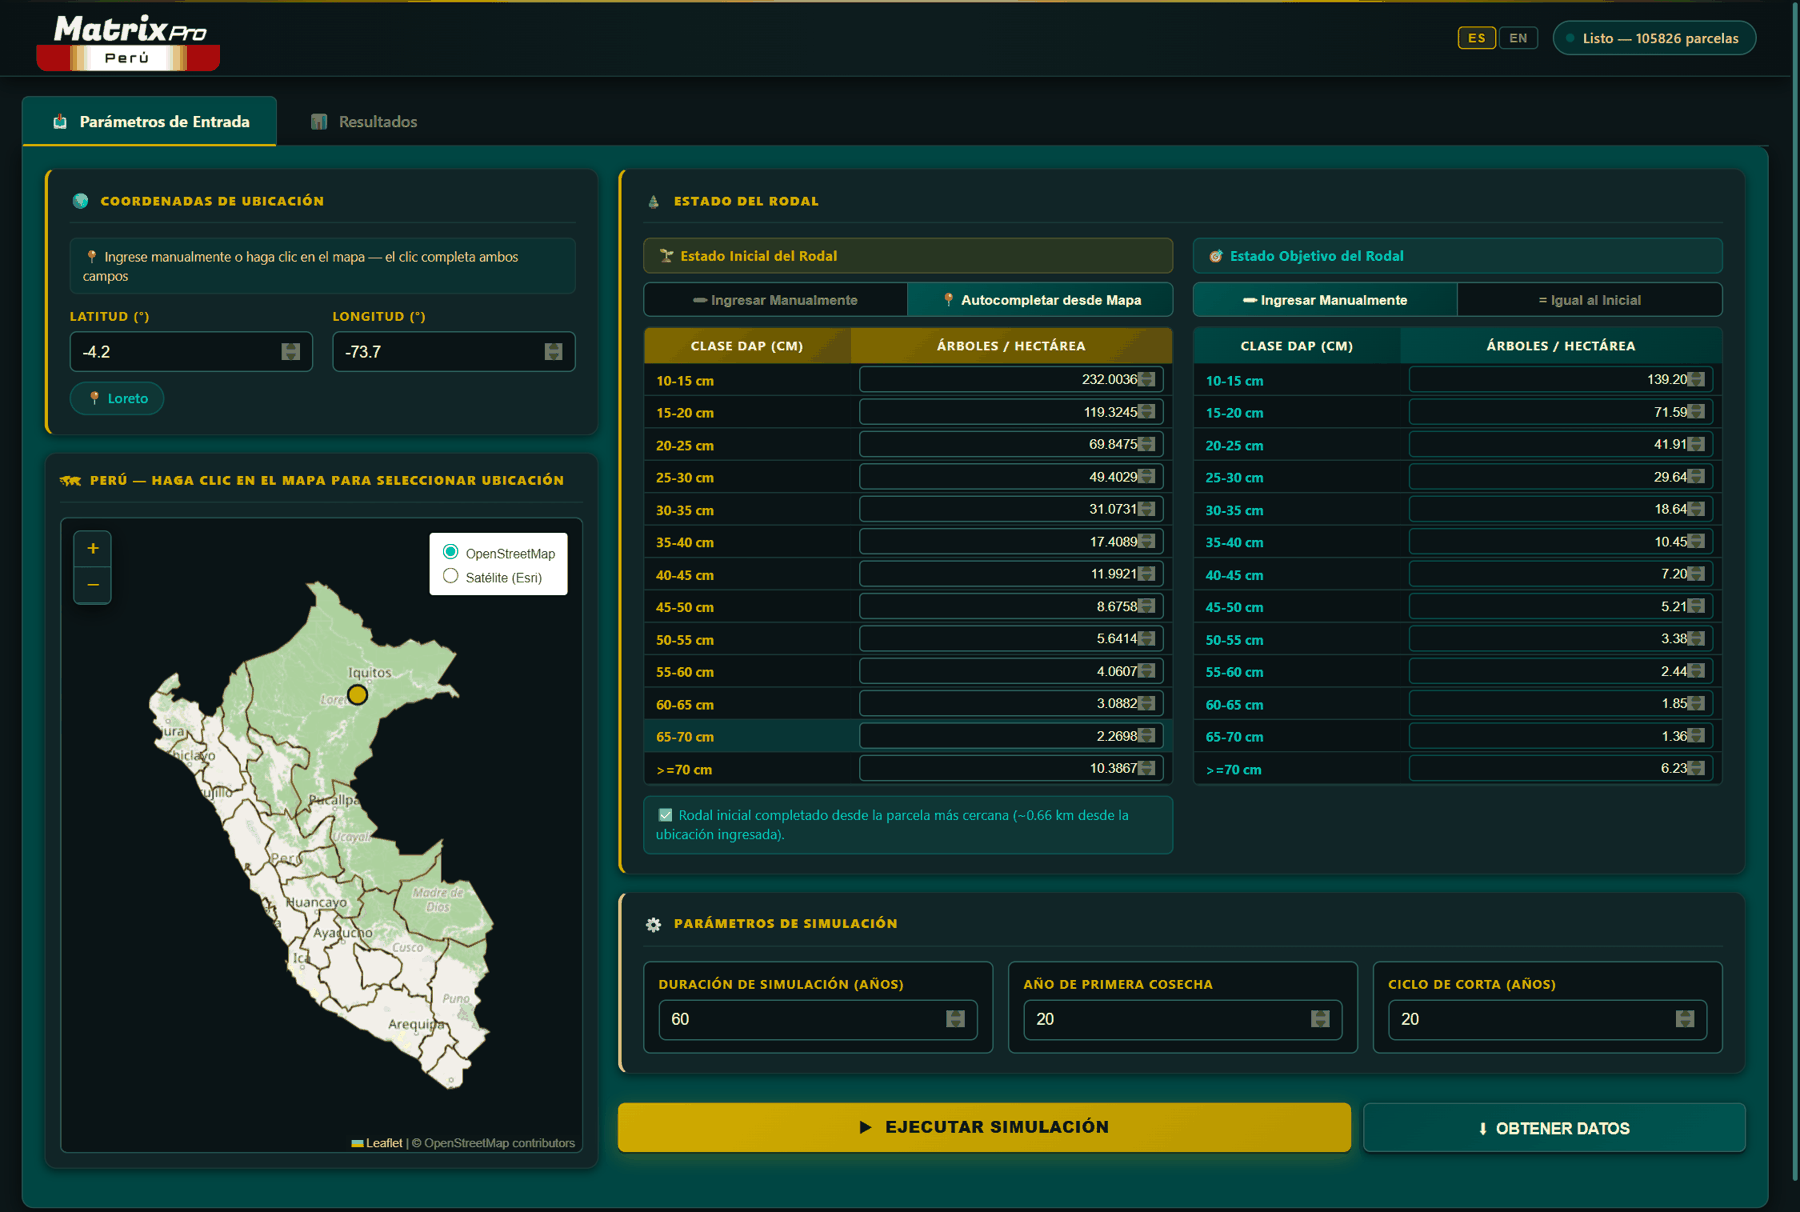 MatrixPro
Perú
ES EN
Listo — 105826 parcelas
Parámetros de Entrada
Resultados
COORDENADAS DE UBICACIÓN
Ingrese manualmente o haga clic en el mapa — el clic completa ambos
campos
LATITUD (°) LONGITUD (°)
-4.2 -73.7
Loreto
PERÚ — HAGA CLIC EN EL MAPA PARA SELECCIONAR UBICACIÓN
+
−
OpenStreetMap
Satélite (Esri)
Iquitos
Chiclayo
Pucallpa
Ucayali
Perú
Madre de
Dios
Huancayo
Ayacucho
Cusco
Ica
Puno
Arequipa
Leaflet | © OpenStreetMap contributors
ESTADO DEL RODAL
Estado Inicial del Rodal
Ingresar Manualmente
Autocompletar desde Mapa
CLASE DAP (CM) ÁRBOLES / HECTÁREA
10-15 cm 232.0036
15-20 cm 119.3245
20-25 cm 69.8475
25-30 cm 49.4029
30-35 cm 31.0731
35-40 cm 17.4089
40-45 cm 11.9921
45-50 cm 8.6758
50-55 cm 5.6414
55-60 cm 4.0607
60-65 cm 3.0882
65-70 cm 2.2698
>=70 cm 10.3867
Rodal inicial completado desde la parcela más cercana (~0.66 km desde la
ubicación ingresada).
Estado Objetivo del Rodal
Ingresar Manualmente
= Igual al Inicial
CLASE DAP (CM) ÁRBOLES / HECTÁREA
10-15 cm 139.20
15-20 cm 71.59
20-25 cm 41.91
25-30 cm 29.64
30-35 cm 18.64
35-40 cm 10.45
40-45 cm 7.20
45-50 cm 5.21
50-55 cm 3.38
55-60 cm 2.44
60-65 cm 1.85
65-70 cm 1.36
>=70 cm 6.23
PARÁMETROS DE SIMULACIÓN
DURACIÓN DE SIMULACIÓN (AÑOS)
60
AÑO DE PRIMERA COSECHA
20
CICLO DE CORTA (AÑOS)
20
EJECUTAR SIMULACIÓN
OBTENER DATOS